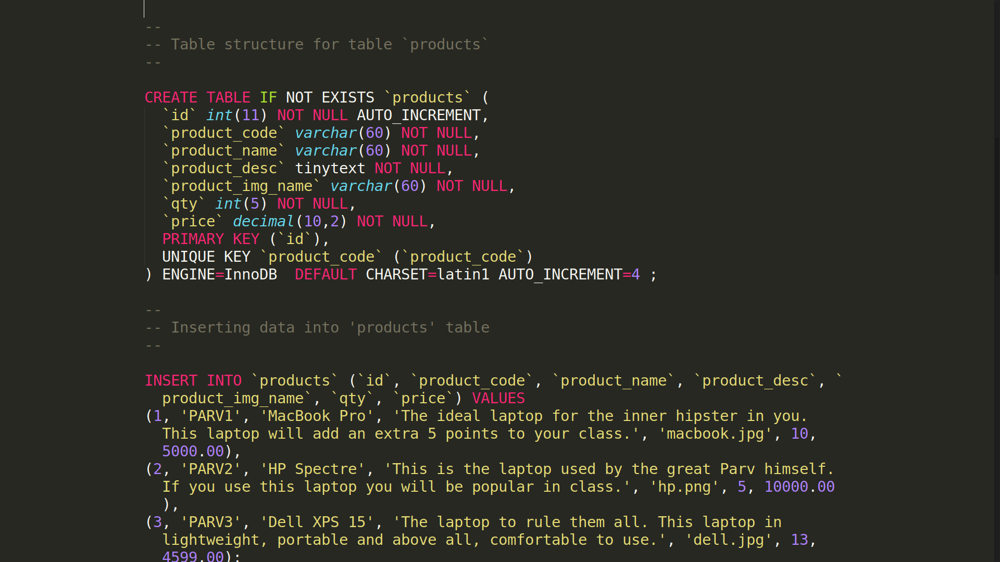 --
-- Table structure for table `products`
--
CREATE TABLE IF NOT EXISTS `products` (
`id` int(11) NOT NULL AUTO_INCREMENT,
`product_code` varchar(60) NOT NULL,
`product_name` varchar(60) NOT NULL,
`product_desc` tinytext NOT NULL,
`product_img_name` varchar(60) NOT NULL,
`qty` int(5) NOT NULL,
`price` decimal(10,2) NOT NULL,
PRIMARY KEY (`id`),
UNIQUE KEY `product_code` (`product_code`)
) ENGINE=InnoDB  DEFAULT CHARSET=latin1 AUTO_INCREMENT=4 ;
--
-- Inserting data into 'products' table
--
INSERT INTO `products` (`id`, `product_code`, `product_name`, `product_desc`, `
product_img_name`, `qty`, `price`) VALUES
(1, 'PARV1', 'MacBook Pro', 'The ideal laptop for the inner hipster in you.
This laptop will add an extra 5 points to your class.', 'macbook.jpg', 10,
5000.00),
(2, 'PARV2', 'HP Spectre', 'This is the laptop used by the great Parv himself.
If you use this laptop you will be popular in class.', 'hp.png', 5, 10000.00
),
(3, 'PARV3', 'Dell XPS 15', 'The laptop to rule them all. This laptop in
lightweight, portable and above all, comfortable to use.', 'dell.jpg', 13,
4599.00);